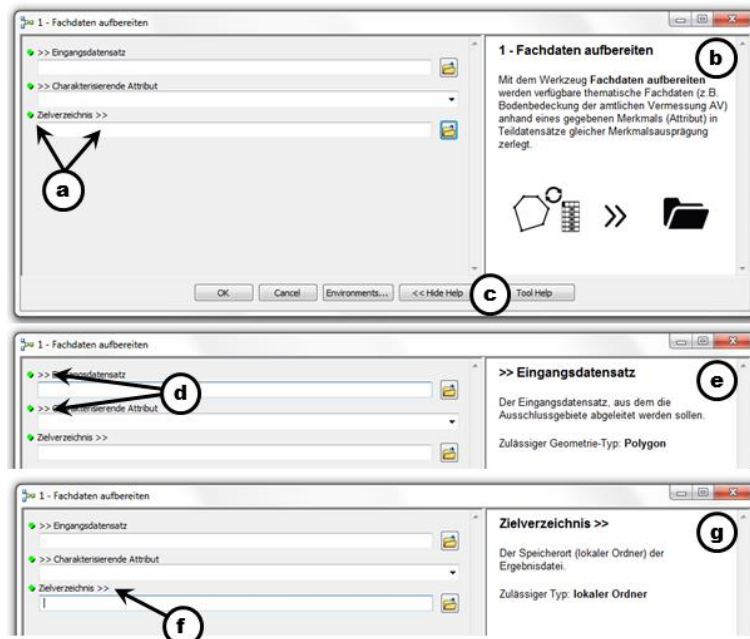 1 - Fachdaten aufbereiten
>> Eingangsdatensatz
>> Charakterisierende Attribut
Zielverzeichnis >>
a
1 - Fachdaten aufbereiten
b
Mit dem Werkzeug Fachdaten aufbereiten
werden verfügbare thematische Fachdaten (z.B.
Bodenbedeckung der amtlichen Vermessung AV)
anhand eines gegebenen Merkmals (Attribut) in
Teildatensätze gleicher Merkmalsausprägung
zerlegt.
OK Cancel Environments... << Hide Help c Tool Help
1 - Fachdaten aufbereiten
>> Eingangsdatensatz
>> Charakterisierende Attribut
Zielverzeichnis >>
d
>> Eingangsdatensatz
e
Der Eingangsdatensatz, aus dem die
Ausschlussgebiete abgeleitet werden sollen.
Zulässiger Geometrie-Typ: Polygon
1 - Fachdaten aufbereiten
>> Eingangsdatensatz
>> Charakterisierende Attribut
Zielverzeichnis >>
f
Zielverzeichnis >>
g
Der Speicherort (lokaler Ordner) der
Ergebnisdatei.
Zulässiger Typ: lokaler Ordner